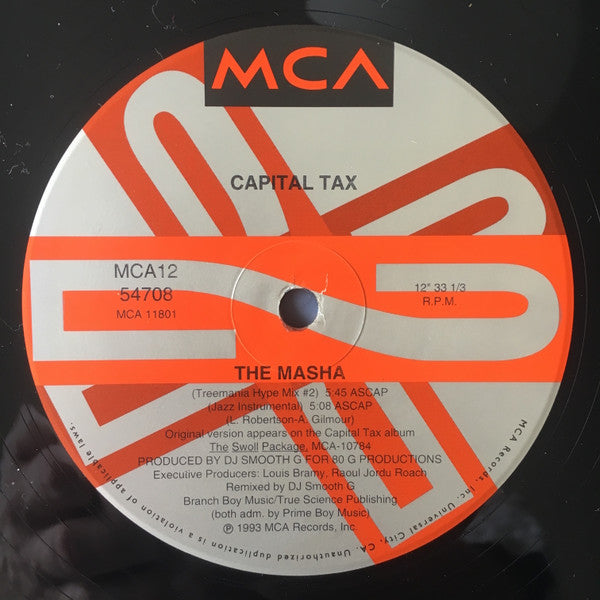 MCA
CAPITAL TAX
MCA12
54708
MCA 11801
12" 33 1/3
R.P.M.
THE MASHA
(Treemania Hype Mix #2) 5:45 ASCAP
(Jazz Instrumental) 5:08 ASCAP
(L. Robertson-A. Gilmour)
Original version appears on the Capital Tax album
The Swoll Package, MCA-10784
PRODUCED BY DJ SMOOTH G FOR 80 G PRODUCTIONS
Executive Producers: Louis Bramy, Raoul Jordu Roach
Remixed by DJ Smooth G
Branch Boy Music/True Science Publishing
(both adm. by Prime Boy Music)
℗ 1993 MCA Records, Inc.
MCA Records, Inc. Universal City, CA. Unauthorized duplication is a violation of applicable laws.